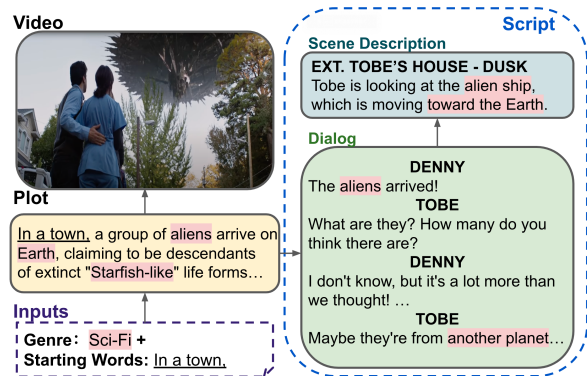 Video
Plot
In a town, a group of aliens arrive on
Earth, claiming to be descendants
of extinct "Starfish-like" life forms…
Inputs
Genre: Sci-Fi +
Starting Words: In a town,
Script
Scene Description
EXT. TOBE'S HOUSE - DUSK
Tobe is looking at the alien ship,
which is moving toward the Earth.
Dialog
DENNY
The aliens arrived!
TOBE
What are they? How many do you
think there are?
DENNY
I don't know, but it's a lot more than
we thought! …
TOBE
Maybe they're from another planet…